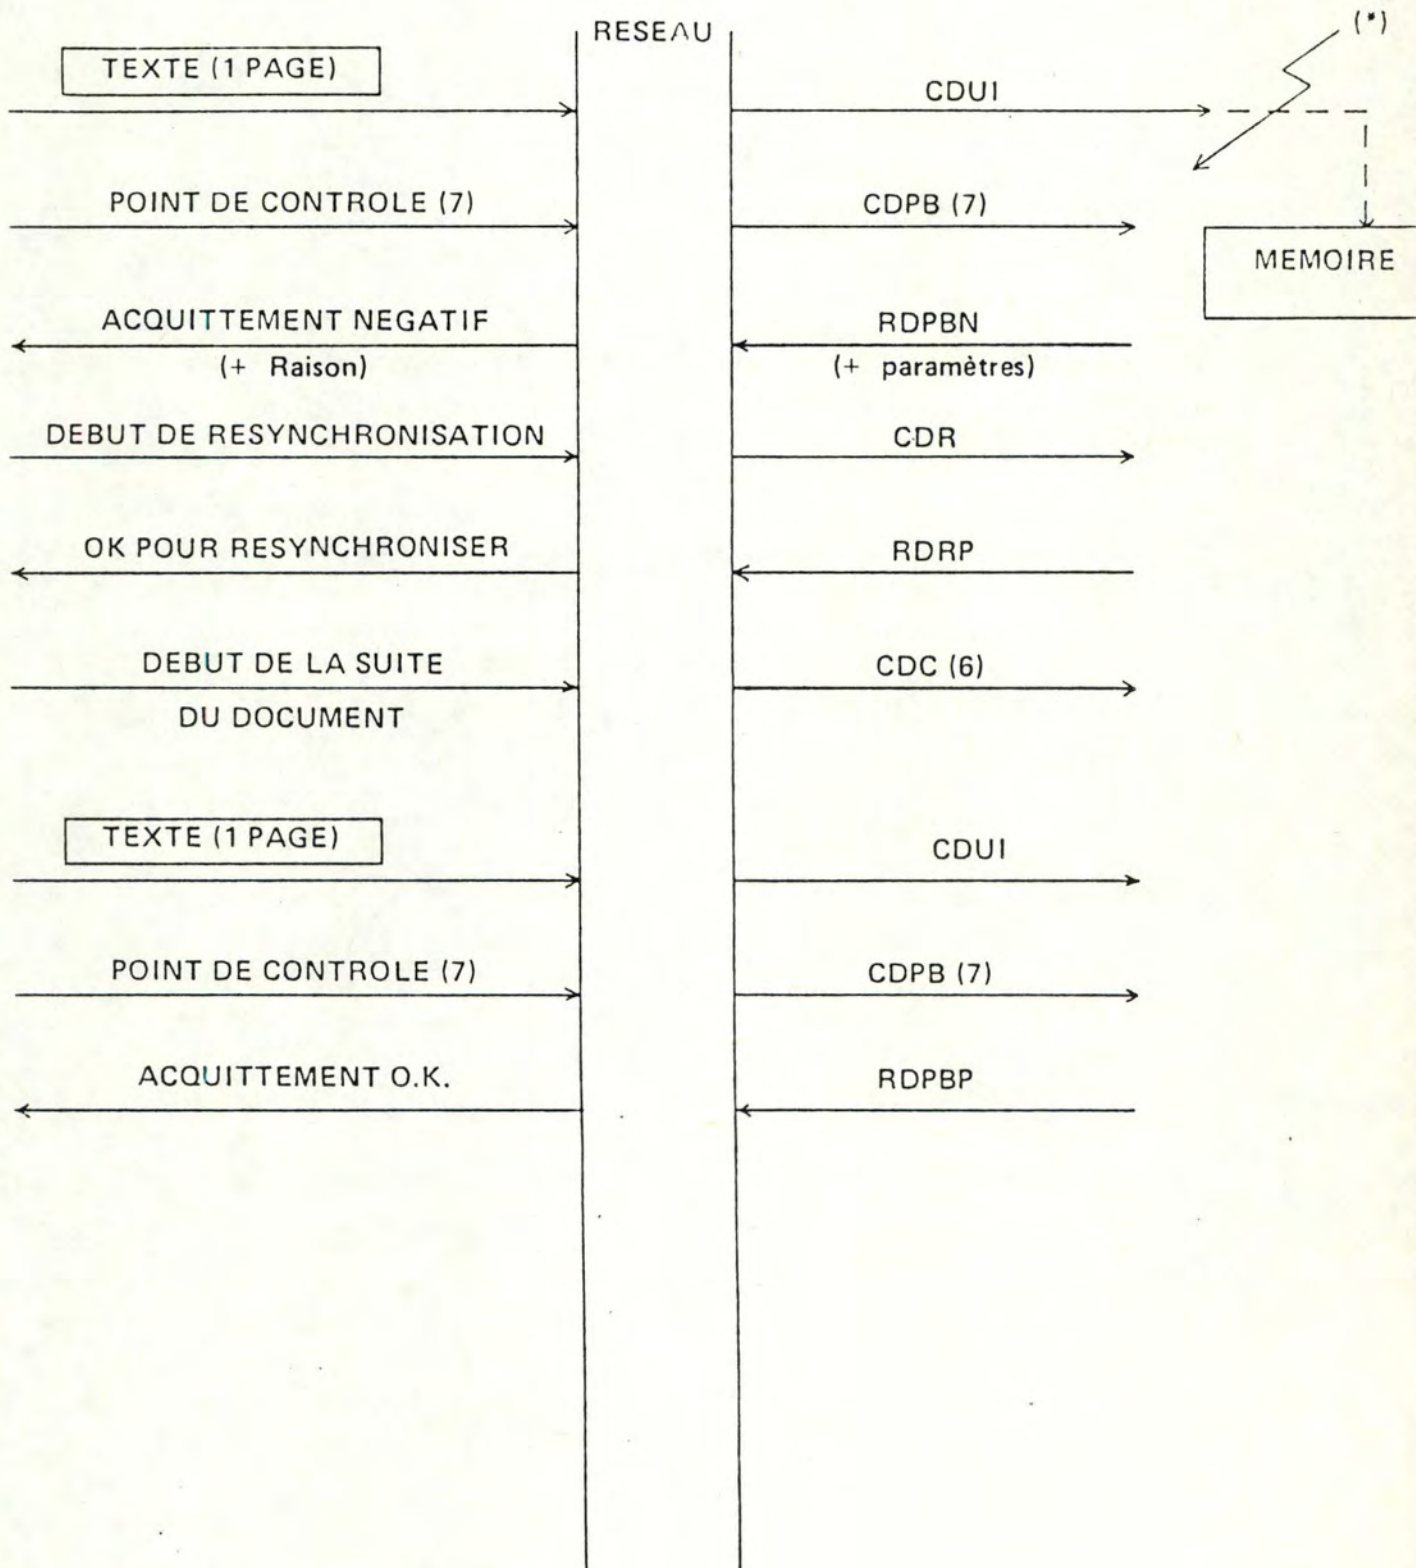 RESEAU
(*)
TEXTE (1 PAGE)
CDUI
POINT DE CONTROLE (7)
CDPB (7)
MEMOIRE
ACQUITTEMENT NEGATIF
RDPBN
(+ Raison)
(+ paramètres)
DEBUT DE RESYNCHRONISATION
CDR
OK POUR RESYNCHRONISER
RDRP
DEBUT DE LA SUITE
CDC (6)
DU DOCUMENT
TEXTE (1 PAGE)
CDUI
POINT DE CONTROLE (7)
CDPB (7)
ACQUITTEMENT O.K.
RDPBP